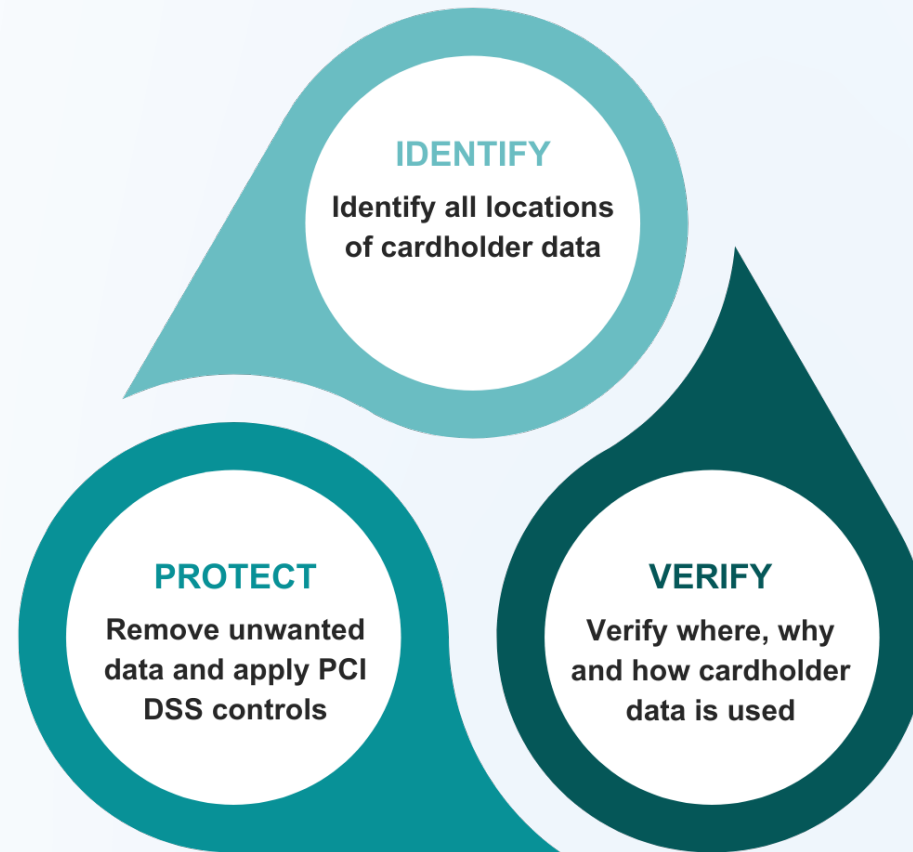 IDENTIFY
Identify all locations
of cardholder data
PROTECT
Remove unwanted
data and apply PCI
DSS controls
VERIFY
Verify where, why
and how cardholder
data is used